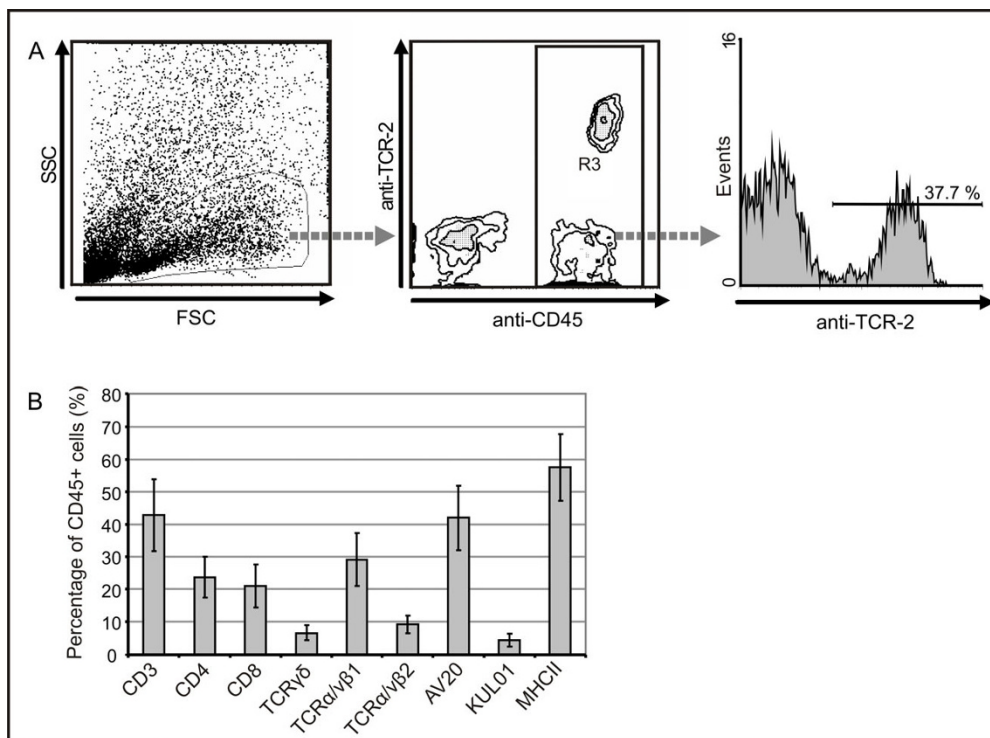 A
SSC
FSC
anti-TCR-2
R3
anti-CD45
16
Events
0
37.7 %
anti-TCR-2
B
Percentage of CD45+ cells (%)
80
70
60
50
40
30
20
10
0
CD3
CD4
CD8
TCRγδ
TCRα/vβ1
TCRα/vβ2
AV20
KUL01
MHCII